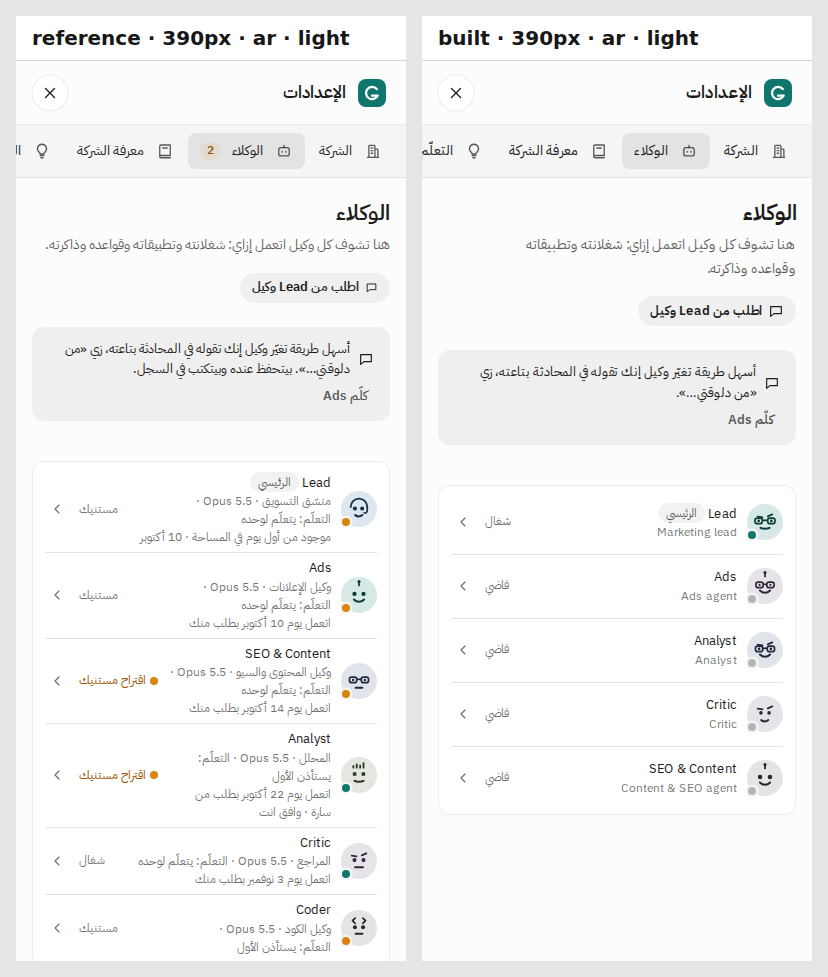 reference · 390px · ar · light
الإعدادات
الشركة
الوكلاء
2
معرفة الشركة
الوكلاء
هنا تشوف كل وكيل اتعمل إزاي: شغلانته وتطبيقاته وقواعده وذاكرته.
اطلب من Lead وكيل
أسهل طريقة تغيّر وكيل إنك تقوله في المحادثة بتاعته، زي «من
دلوقتي...». بيتحفظ عنده وبيتكتب في السجل.
كلّم Ads
Lead الرئيسي
منسّق التسويق · Opus 5.5 ·
التعلّم: يتعلّم لوحده
موجود من أول يوم في المساحة · 10 أكتوبر
مستنيك
Ads
وكيل الإعلانات · Opus 5.5 ·
التعلّم: يتعلّم لوحده
اتعمل يوم 10 أكتوبر بطلب منك
مستنيك
SEO & Content
وكيل المحتوى والسيو · Opus 5.5 ·
التعلّم: يتعلّم لوحده
اتعمل يوم 14 أكتوبر بطلب منك
اقتراح مستنيك
Analyst
المحلل · Opus 5.5 · التعلّم:
يستأذن الأول
اتعمل يوم 22 أكتوبر بطلب من
سارة · وافق انت
اقتراح مستنيك
Critic
المراجع · Opus 5.5 · التعلّم: يتعلّم لوحده
اتعمل يوم 3 نوفمبر بطلب منك
شغال
Coder
وكيل الكود · Opus 5.5 ·
التعلّم: يستأذن الأول
مستنيك
built · 390px · ar · light
الإعدادات
الشركة
الوكلاء
معرفة الشركة
التعلّم
الوكلاء
هنا تشوف كل وكيل اتعمل إزاي: شغلانته وتطبيقاته
وقواعده وذاكرته.
اطلب من Lead وكيل
أسهل طريقة تغيّر وكيل إنك تقوله في المحادثة بتاعته، زي
«من دلوقتي...».
كلّم Ads
Lead الرئيسي
Marketing lead
شغال
Ads
Ads agent
فاضي
Analyst
Analyst
فاضي
Critic
Critic
فاضي
SEO & Content
Content & SEO agent
فاضي